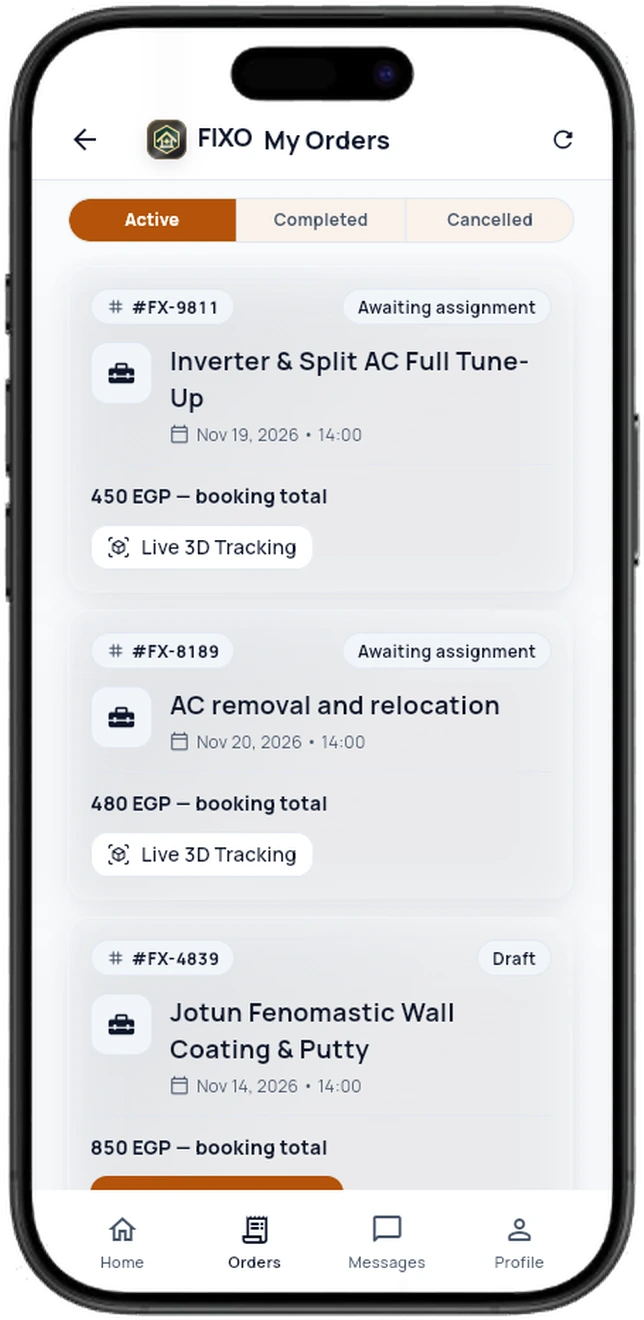 FIXO My Orders
Active Completed Cancelled
#FX-9811 Awaiting assignment
Inverter & Split AC Full Tune-
Up
Nov 19, 2026 • 14:00
450 EGP — booking total
Live 3D Tracking
#FX-8189 Awaiting assignment
AC removal and relocation
Nov 20, 2026 • 14:00
480 EGP — booking total
Live 3D Tracking
#FX-4839 Draft
Jotun Fenomastic Wall
Coating & Putty
Nov 14, 2026 • 14:00
850 EGP — booking total
Home Orders Messages Profile